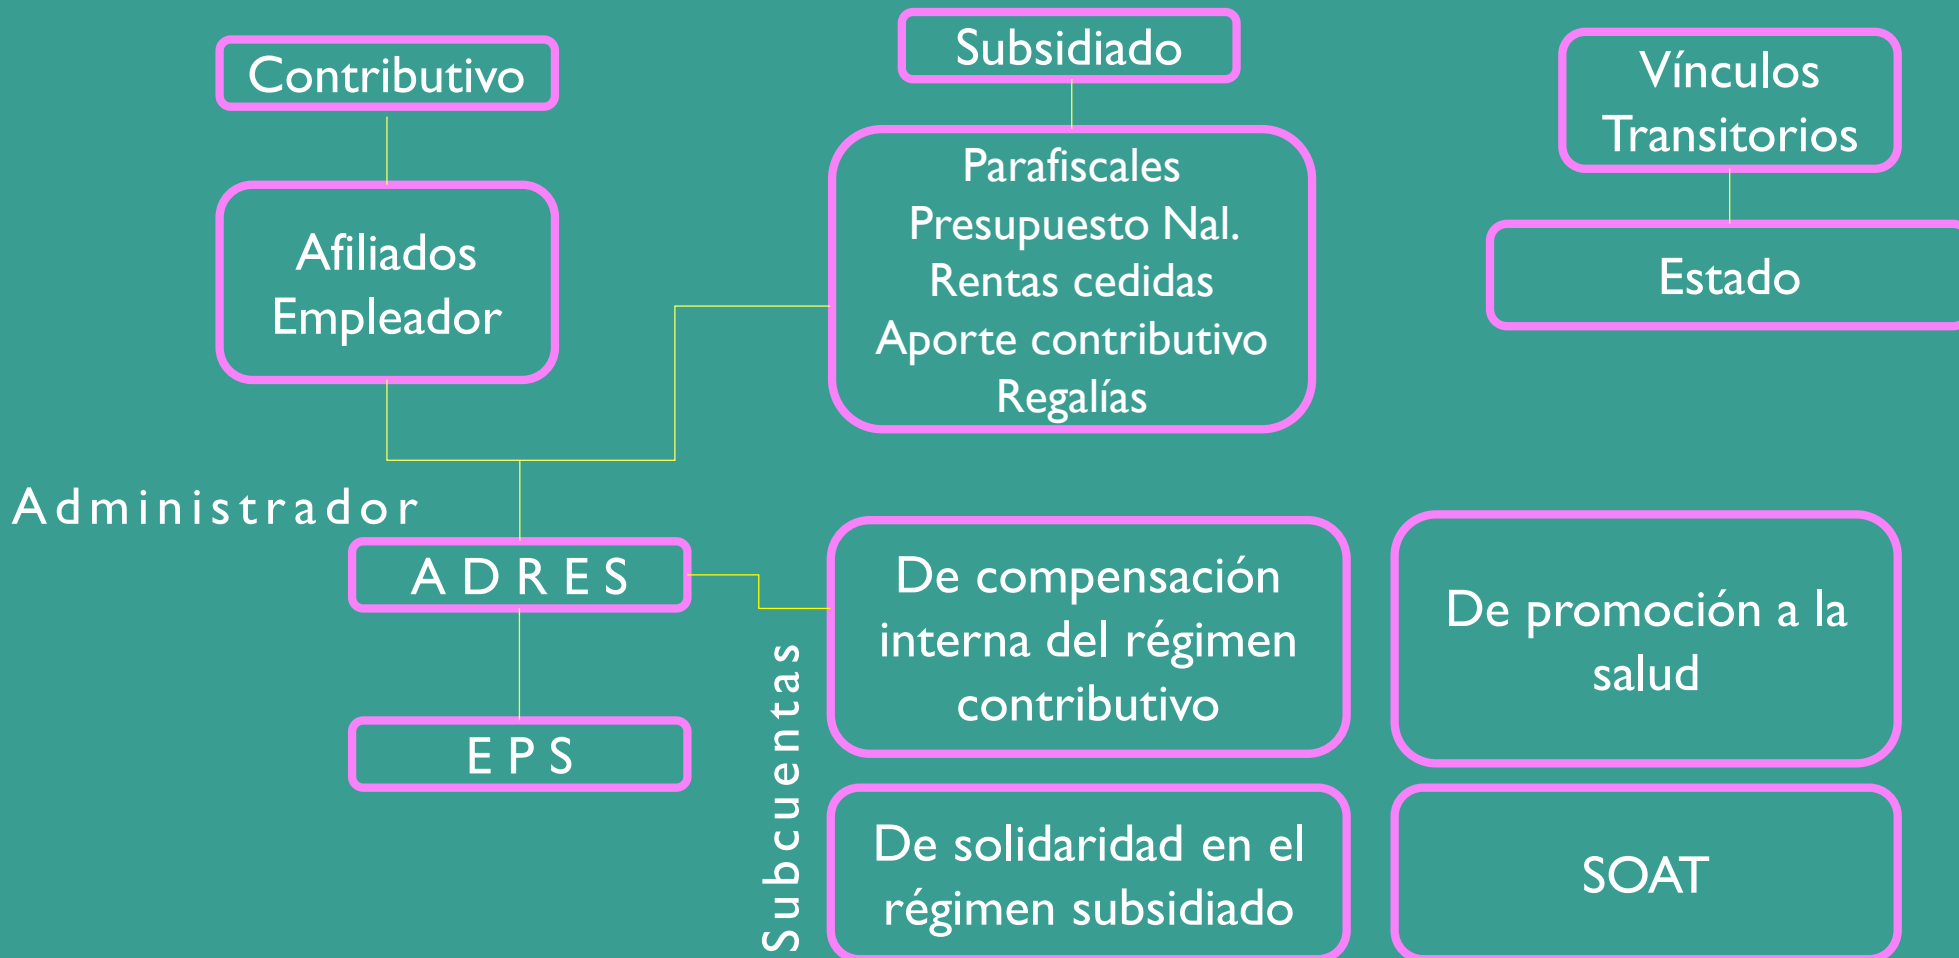 Contributivo
Subsidiado
Vínculos
Transitorios
Afiliados
Empleador
Parafiscales
Presupuesto Nal.
Rentas cedidas
Aporte contributivo
Regalías
Estado
Administrador
ADRES
EPS
Subcuentas
De compensación
interna del régimen
contributivo
De promoción a la
salud
De solidaridad en el
régimen subsidiado
SOAT